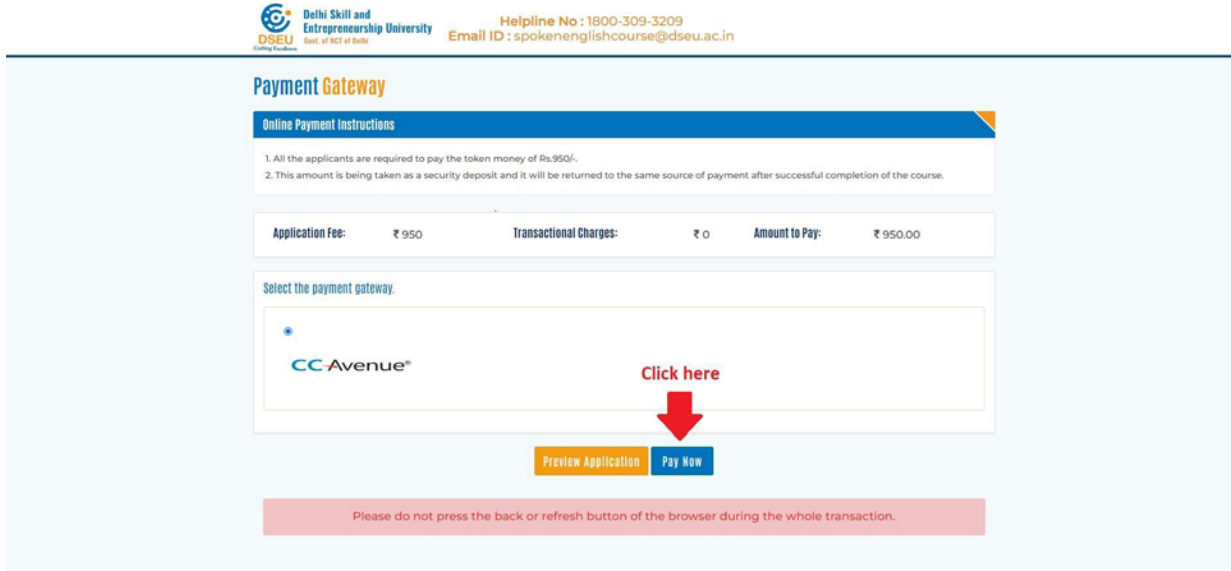 Delhi Skill and
Entrepreneurship University
Govt. of NCT of Delhi
DSEU
Coding Excellence
Helpline No : 1800-309-3209
Email ID : spokenenglishcourse@dseu.ac.in
Payment Gateway
Online Payment Instructions
1. All the applicants are required to pay the token money of Rs.950/-.
2. This amount is being taken as a security deposit and it will be returned to the same source of payment after successful completion of the course.
Application Fee: ₹ 950 Transactional Charges: ₹ 0 Amount to Pay: ₹ 950.00
Select the payment gateway.
CCAvenue®
Click here
Preview Application Pay Now
Please do not press the back or refresh button of the browser during the whole transaction.